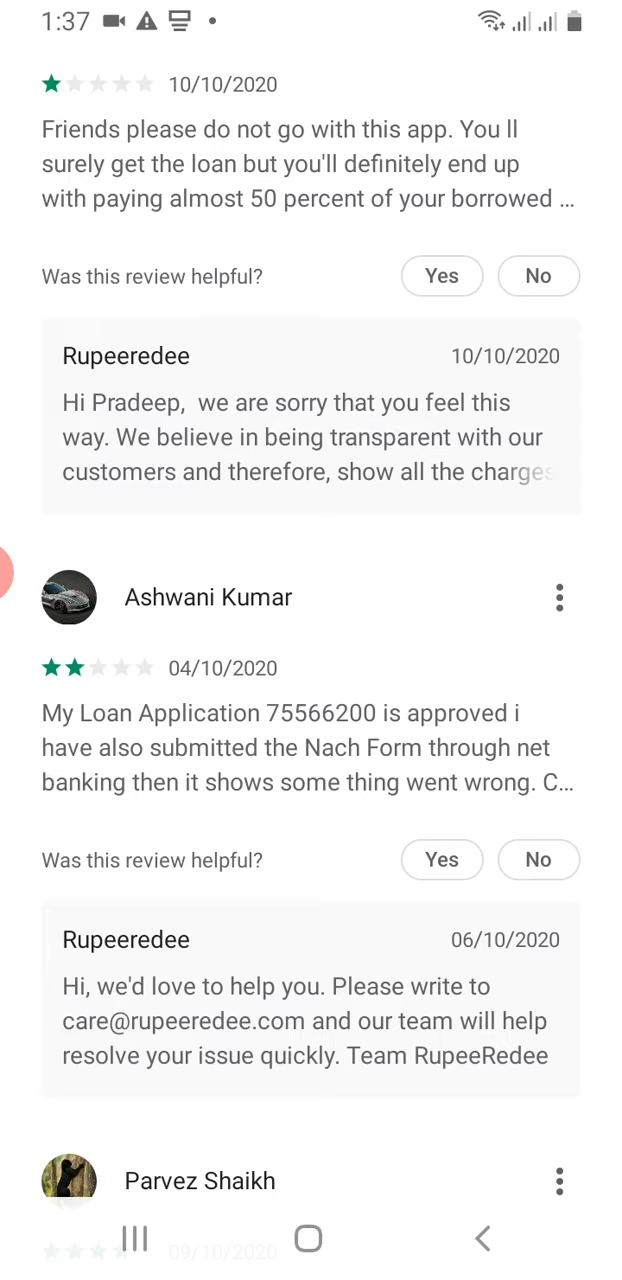 1:37
10/10/2020
Friends please do not go with this app. You ll
surely get the loan but you'll definitely end up
with paying almost 50 percent of your borrowed ...
Was this review helpful? Yes No
Rupeeredee 10/10/2020
Hi Pradeep,  we are sorry that you feel this
way. We believe in being transparent with our
customers and therefore, show all the charges
Ashwani Kumar
04/10/2020
My Loan Application 75566200 is approved i
have also submitted the Nach Form through net
banking then it shows some thing went wrong. C...
Was this review helpful? Yes No
Rupeeredee 06/10/2020
Hi, we'd love to help you. Please write to
care@rupeeredee.com and our team will help
resolve your issue quickly. Team RupeeRedee
Parvez Shaikh
09/10/2020